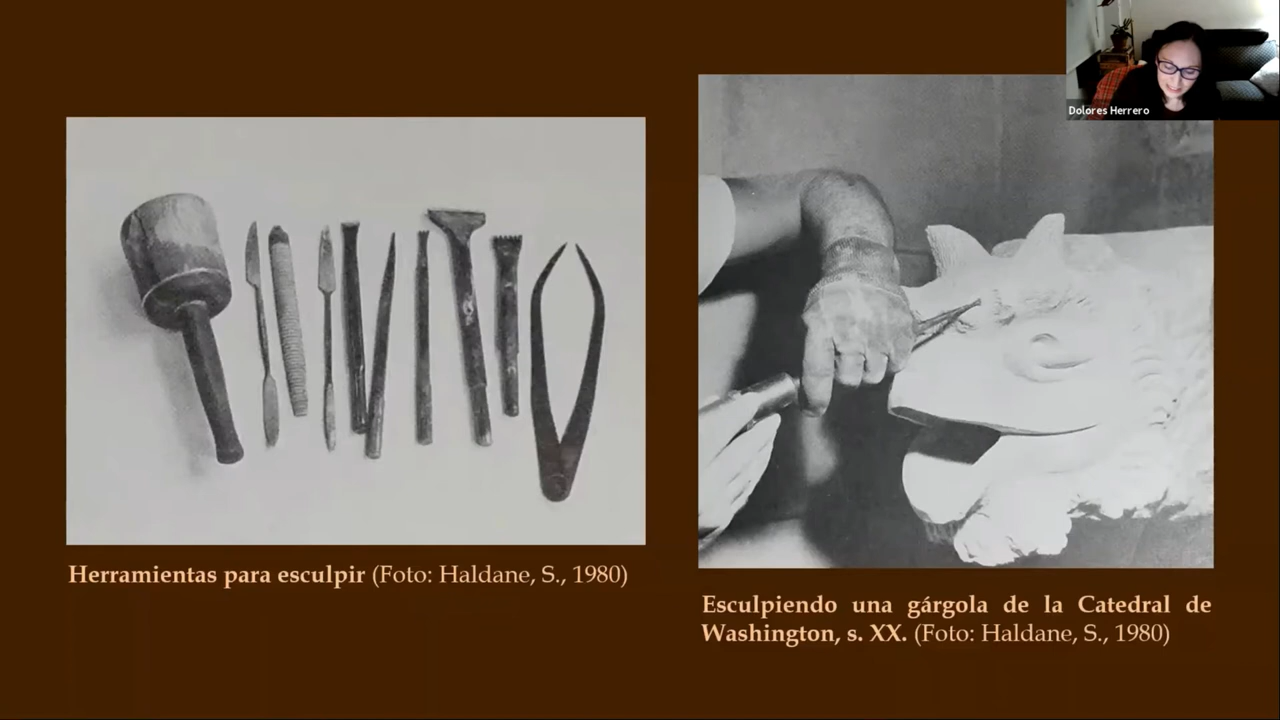 Dolores Herrero
Herramientas para esculpir (Foto: Haldane, S., 1980)
Esculpiendo una gárgola de la Catedral de
Washington, s. XX. (Foto: Haldane, S., 1980)